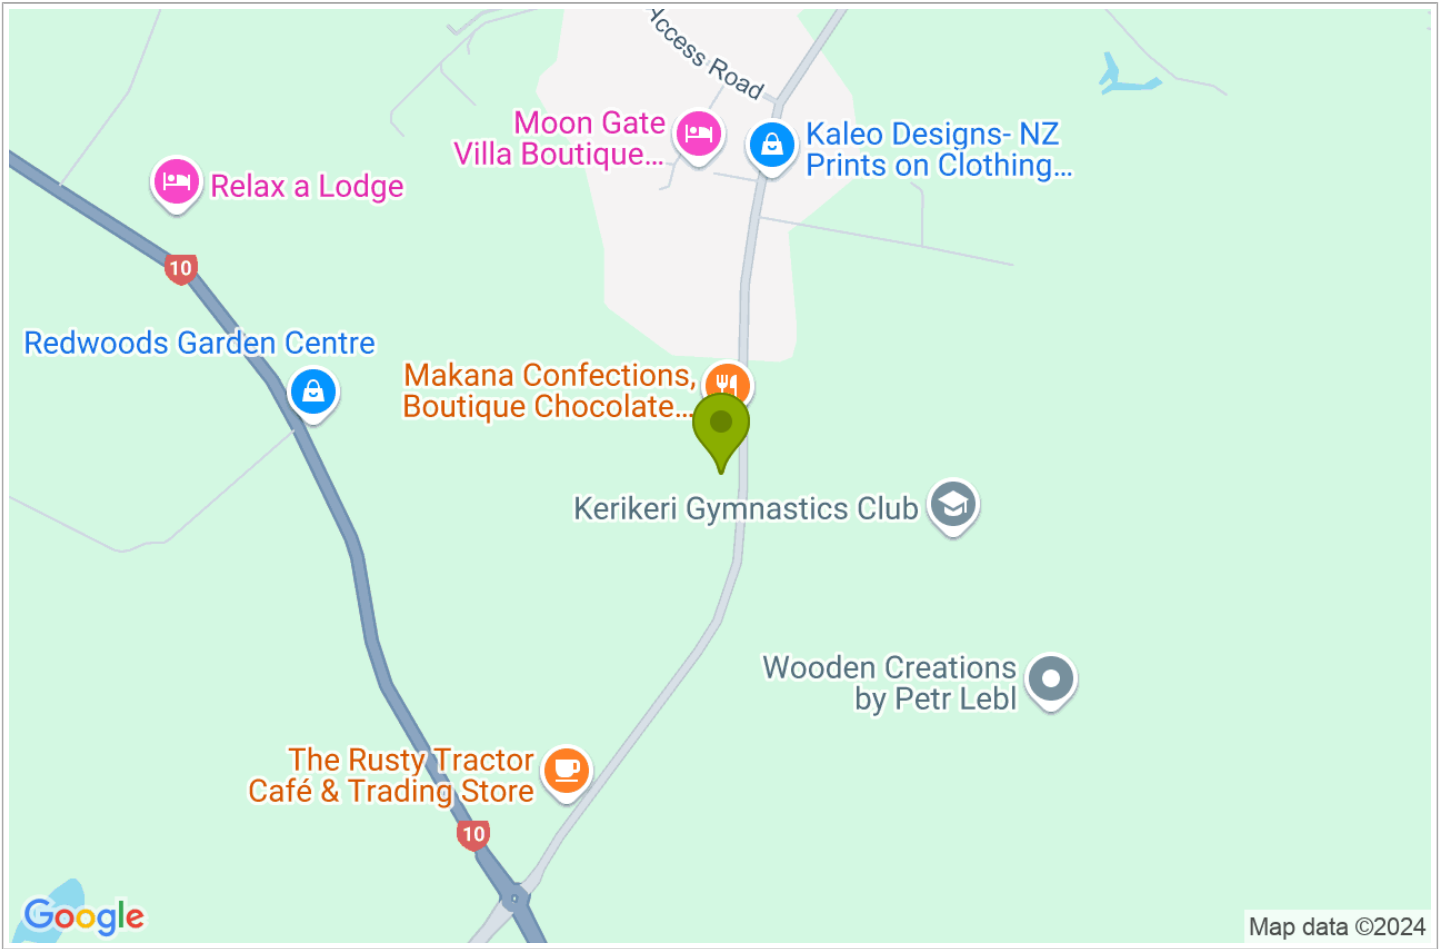 Access Road
Moon Gate
Villa Boutique...
Kaleo Designs- NZ
Prints on Clothing...
Relax a Lodge
10
Redwoods Garden Centre
Makana Confections,
Boutique Chocolate...
Kerikeri Gymnastics Club
Wooden Creations
by Petr Lebl
The Rusty Tractor
Café & Trading Store
10
Google
Map data ©2024